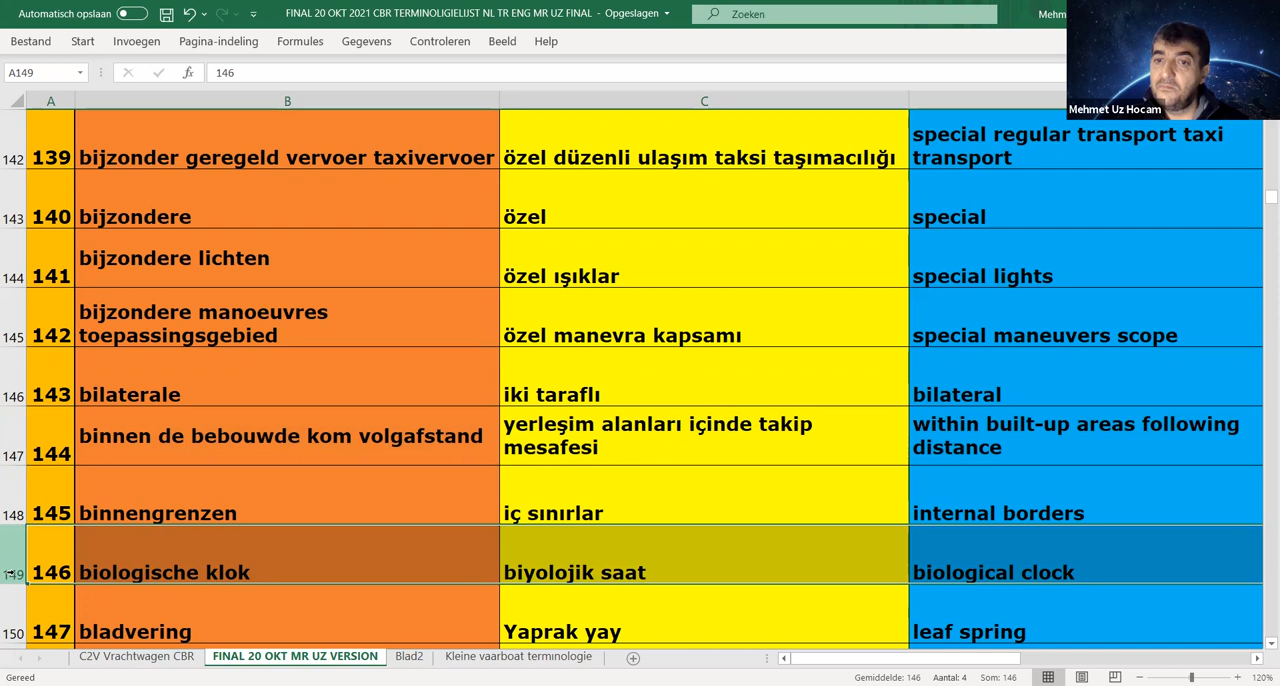 Automatisch opslaan
FINAL 20 OKT 2021 CBR TERMINOLIGIELIJST NL TR ENG MR UZ FINAL - Opgeslagen
Zoeken
Mehm
Bestand Start Invoegen Pagina-indeling Formules Gegevens Controleren Beeld Help
Mehmet Uz Hocam
A149 fx 146
A B C
142 139 bijzonder geregeld vervoer taxivervoer özel düzenli ulaşım taksi taşımacılığı special regular transport taxi
transport
143 140 bijzondere özel special
144 141 bijzondere lichten özel ışıklar special lights
145 142 bijzondere manoeuvres
toepassingsgebied özel manevra kapsamı special maneuvers scope
146 143 bilaterale iki taraflı bilateral
147 144 binnen de bebouwde kom volgafstand yerleşim alanları içinde takip
mesafesi within built-up areas following
distance
148 145 binnengrenzen iç sınırlar internal borders
149 146 biologische klok biyolojik saat biological clock
150 147 bladvering Yaprak yay leaf spring
C2V Vrachtwagen CBR FINAL 20 OKT MR UZ VERSION Blad2 Kleine vaarboat terminologie
Gereed Gemiddelde: 146 Aantal: 4 Som: 146 120%